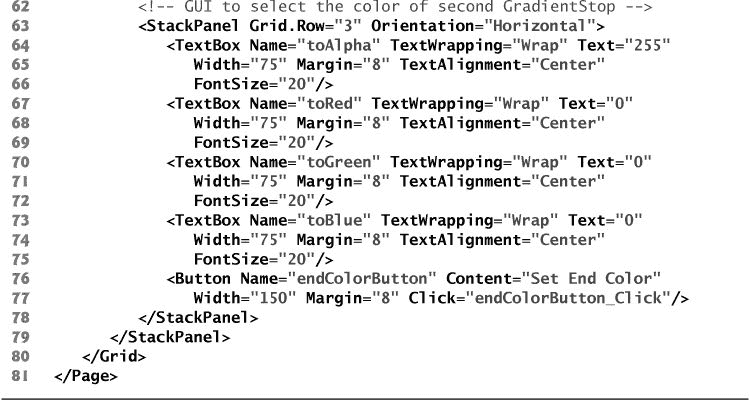 62 <!-- GUI to select the color of second GradientStop -->
63 <StackPanel Grid.Row="3" Orientation="Horizontal">
64 <TextBox Name="toAlpha" TextWrapping="Wrap" Text="255"
65 Width="75" Margin="8" TextAlignment="Center"
66 FontSize="20"/>
67 <TextBox Name="toRed" TextWrapping="Wrap" Text="0"
68 Width="75" Margin="8" TextAlignment="Center"
69 FontSize="20"/>
70 <TextBox Name="toGreen" TextWrapping="Wrap" Text="0"
71 Width="75" Margin="8" TextAlignment="Center"
72 FontSize="20"/>
73 <TextBox Name="toBlue" TextWrapping="Wrap" Text="0"
74 Width="75" Margin="8" TextAlignment="Center"
75 FontSize="20"/>
76 <Button Name="endColorButton" Content="Set End Color"
77 Width="150" Margin="8" Click="endColorButton_Click"/>
78 </StackPanel>
79 </StackPanel>
80 </Grid>
81 </Page>